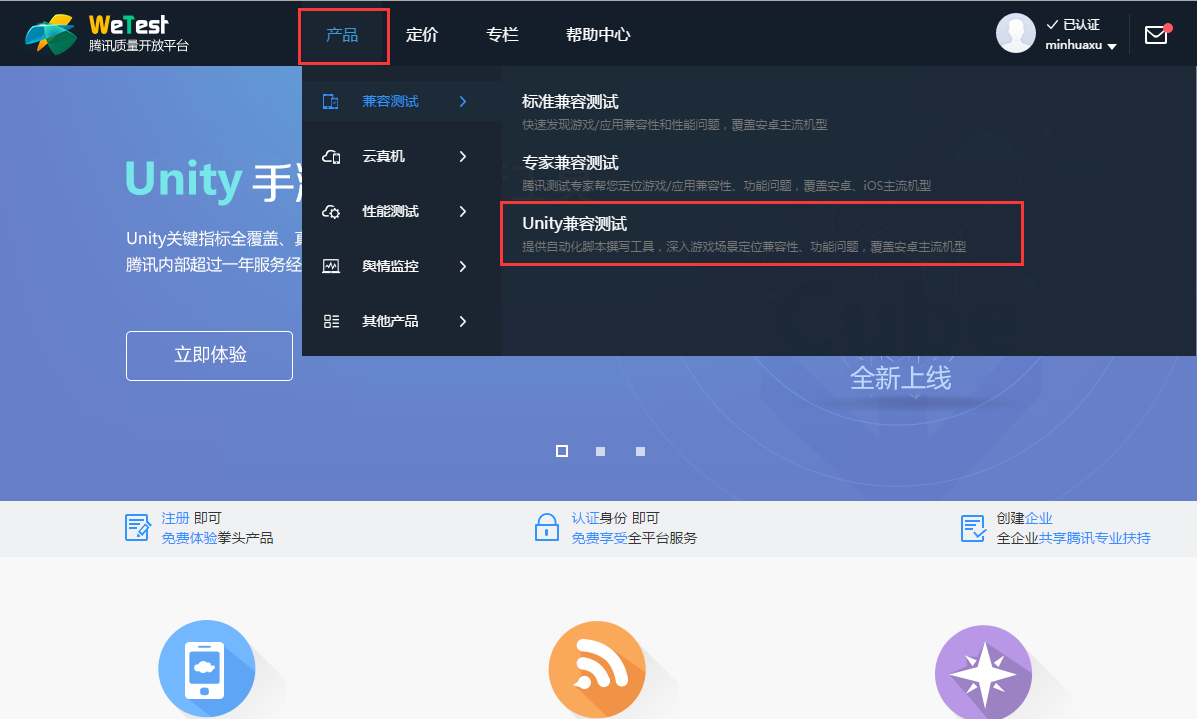 WeTest
腾讯质量开放平台
产品
定价
专栏
帮助中心
已认证
minhuaxu
兼容测试
云真机
性能测试
舆情监控
其他产品
标准兼容测试
快速发现游戏/应用兼容性和性能问题，覆盖安卓主流机型
专家兼容测试
腾讯测试专家帮您定位游戏/应用兼容性、功能问题，覆盖安卓、iOS主流机型
Unity兼容测试
提供自动化脚本撰写工具，深入游戏场景定位兼容性、功能问题，覆盖安卓主流机型
Unity 手
Unity关键指标全覆盖、
腾讯内部超过一年服务经
立即体验
全新上线
注册 即可
免费体验拳头产品
认证身份 即可
免费享受全平台服务
创建企业
全企业共享腾讯专业扶持